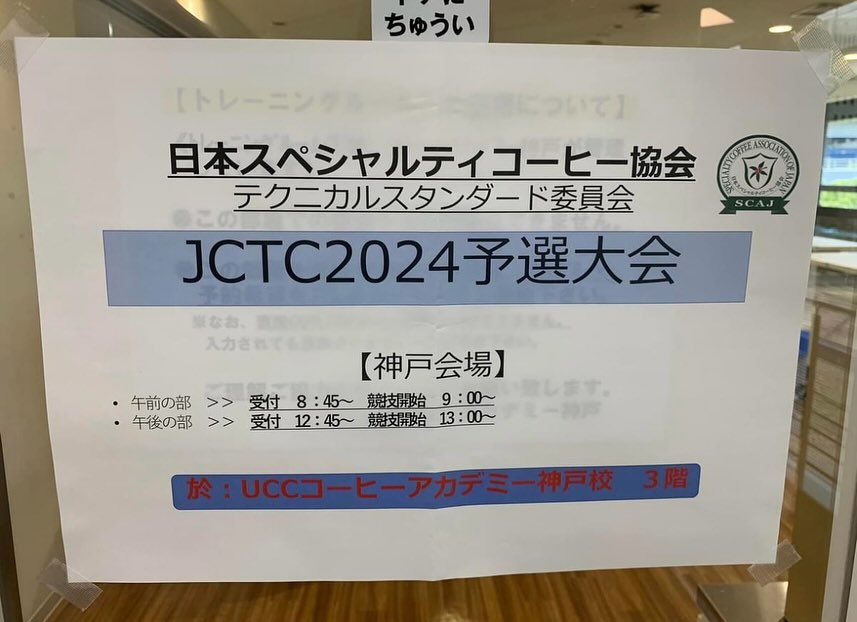 ちゅうい
日本スペシャルティコーヒー協会
テクニカルスタンダード委員会
SPECIALTY COFFEE ASSOCIATION OF JAPAN
SCAJ
JCTC2024予選大会
【神戸会場】
・ 午前の部 >> 受付 8：45～ 競技開始 9：00～
・ 午後の部 >> 受付 12：45～ 競技開始 13：00～
於：UCCコーヒーアカデミー神戸校 3階